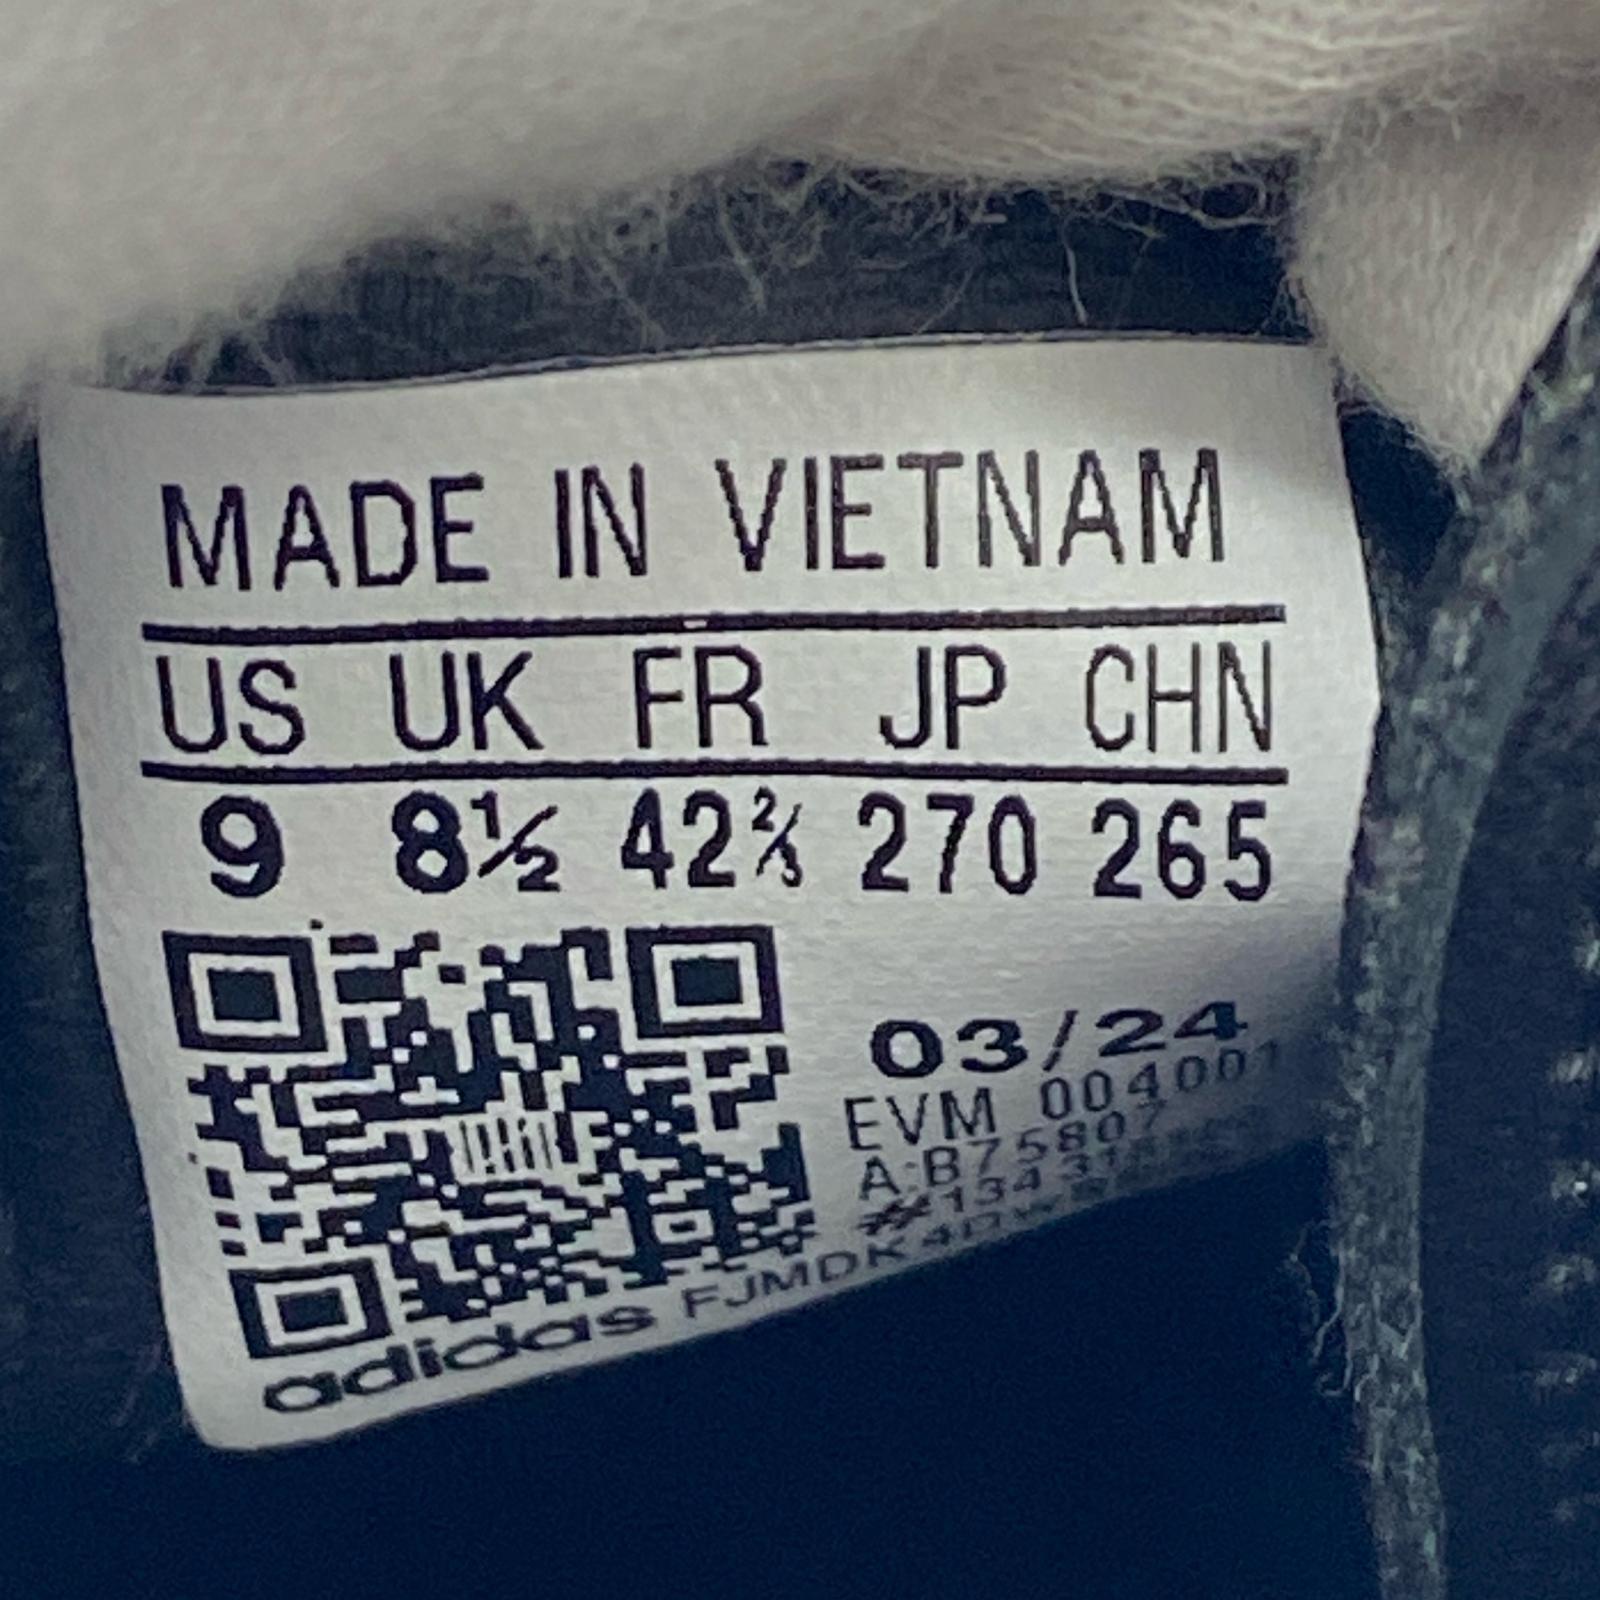 MADE IN VIETNAM
US UK FR JP CHN
9 8½ 42⅔ 270 265
03/24
EVM 004001
A:B75807
adidas